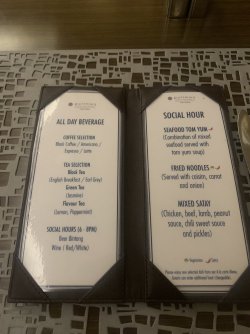 ALL DAY BEVERAGE
COFFEE SELECTION
Black Coffee / Americano /
Espresso / Latte
TEA SELECTION
Black Tea
(English Breakfast / Earl Grey)
Green Tea
(Jasmine)
Flavour Tea
(Lemon, Peppermint)
SOCIAL HOURS (6 - 8PM)
Beer Bintang
Wine / Red/White)
SOCIAL HOUR
SEAFOOD TOM YUM
(Combination of mixed
seafood served with
tom yum soup)
FRIED NOODLES
(Served with caisim, carrot
and onion)
MIXED SATAY
(Chicken, beef, lamb, peanut
sauce, chili sweet sauce
and pickles)